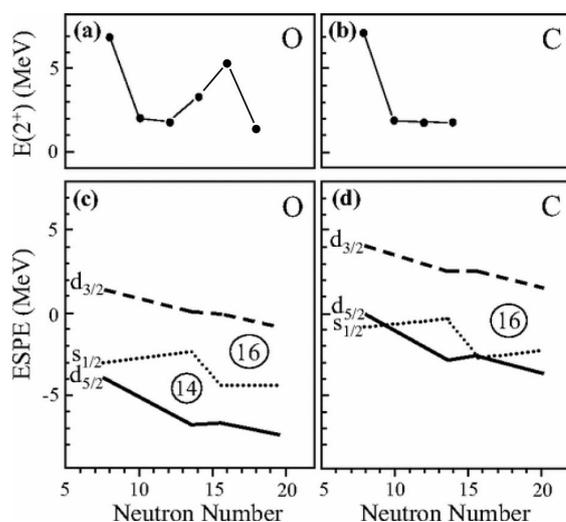 (a) O
(b) C
E(2⁺) (MeV)
5
0
(c) O
(d) C
ESPE (MeV)
5
0
-5
d3/2
s1/2
d5/2
16
14
d3/2
d5/2
s1/2
16
5 10 15 20
10 15 20
Neutron Number
Neutron Number